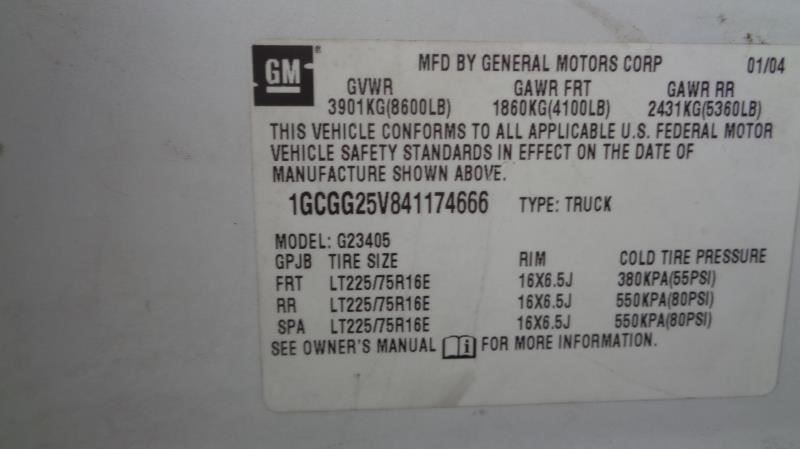 GM ® MFD BY GENERAL MOTORS CORP 01/04
GVWR GAWR FRT GAWR RR
3901KG(8600LB) 1860KG(4100LB) 2431KG(5360LB)
THIS VEHICLE CONFORMS TO ALL APPLICABLE U.S. FEDERAL MOTOR
VEHICLE SAFETY STANDARDS IN EFFECT ON THE DATE OF
MANUFACTURE SHOWN ABOVE.
1GCGG25V841174666 TYPE: TRUCK
MODEL: G23405
GPJB TIRE SIZE RIM COLD TIRE PRESSURE
FRT LT225/75R16E 16X6.5J 380KPA(55PSI)
RR LT225/75R16E 16X6.5J 550KPA(80PSI)
SPA LT225/75R16E 16X6.5J 550KPA(80PSI)
SEE OWNER'S MANUAL i FOR MORE INFORMATION.